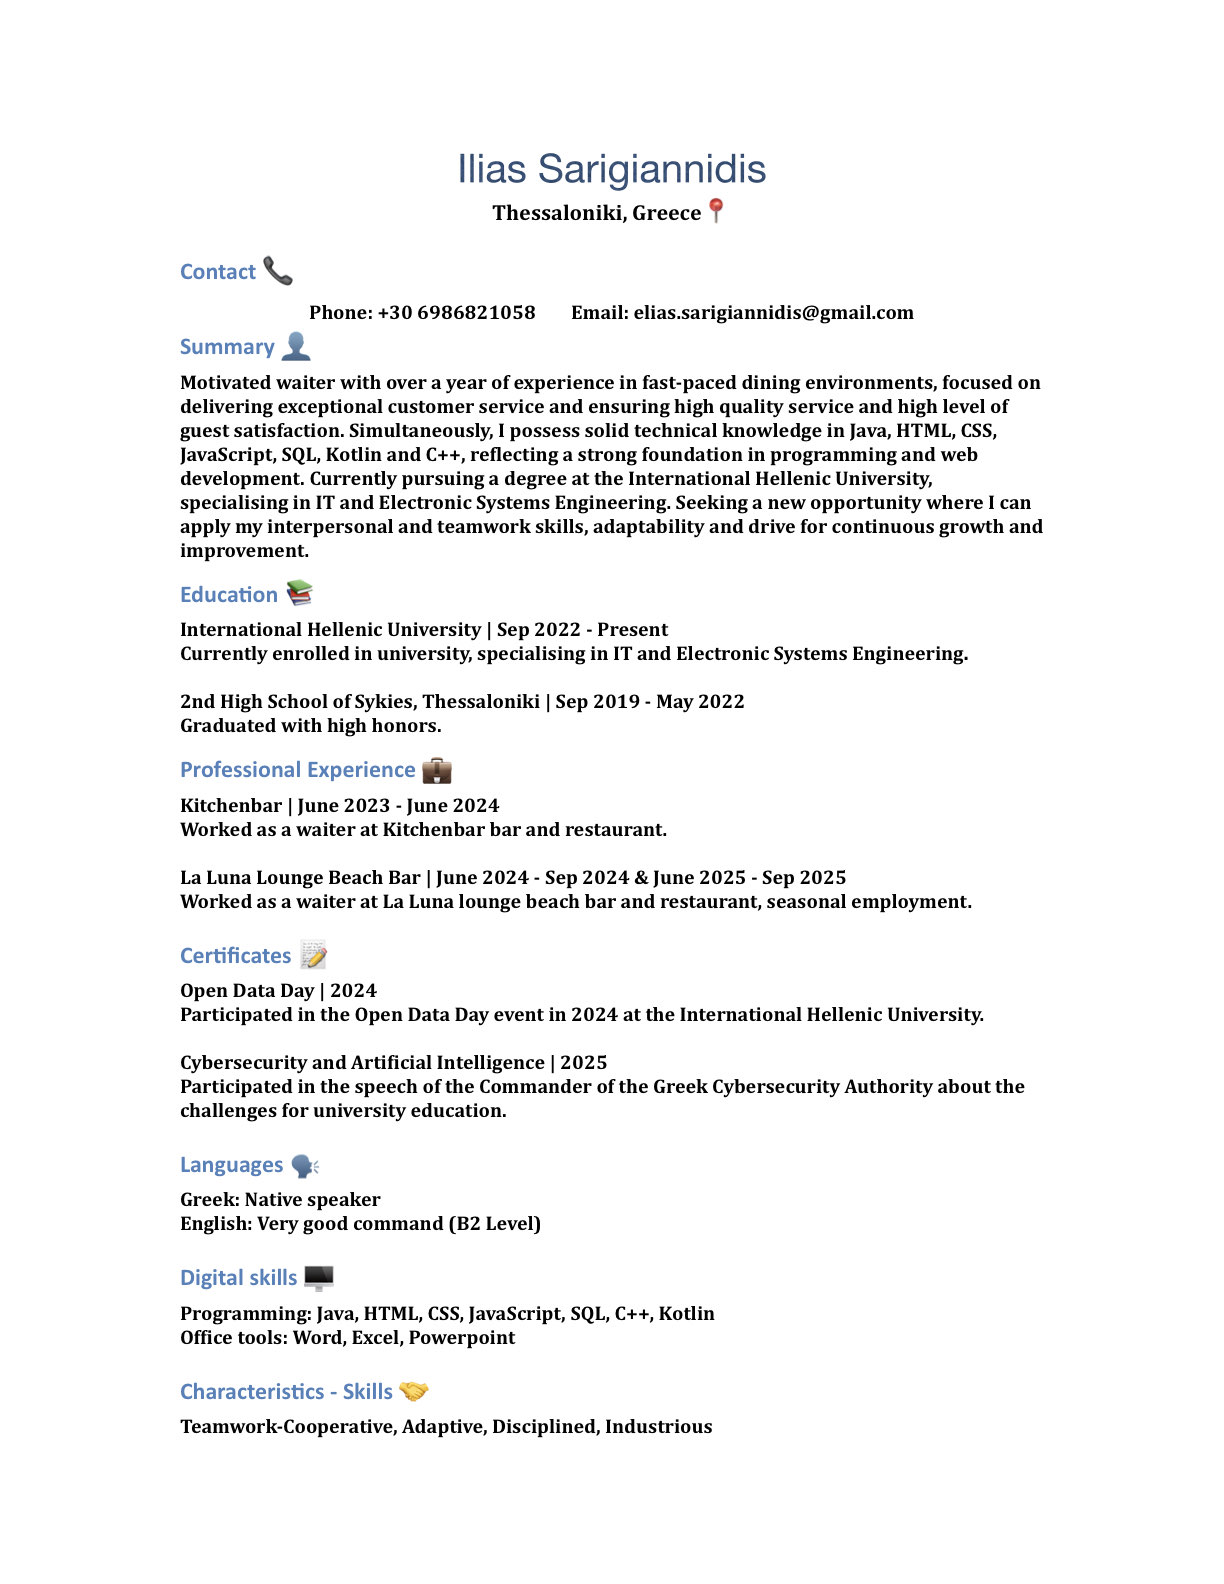 Ilias Sarigiannidis
Thessaloniki, Greece
Contact
Phone: +30 6986821058 Email: elias.sarigiannidis@gmail.com
Summary
Motivated waiter with over a year of experience in fast-paced dining environments, focused on
delivering exceptional customer service and ensuring high quality service and high level of
guest satisfaction. Simultaneously, I possess solid technical knowledge in Java, HTML, CSS,
JavaScript, SQL, Kotlin and C++, reflecting a strong foundation in programming and web
development. Currently pursuing a degree at the International Hellenic University,
specialising in IT and Electronic Systems Engineering. Seeking a new opportunity where I can
apply my interpersonal and teamwork skills, adaptability and drive for continuous growth and
improvement.
Education
International Hellenic University | Sep 2022 - Present
Currently enrolled in university, specialising in IT and Electronic Systems Engineering.
2nd High School of Sykies, Thessaloniki | Sep 2019 - May 2022
Graduated with high honors.
Professional Experience
Kitchenbar | June 2023 - June 2024
Worked as a waiter at Kitchenbar bar and restaurant.
La Luna Lounge Beach Bar | June 2024 - Sep 2024 & June 2025 - Sep 2025
Worked as a waiter at La Luna lounge beach bar and restaurant, seasonal employment.
Certificates
Open Data Day | 2024
Participated in the Open Data Day event in 2024 at the International Hellenic University.
Cybersecurity and Artificial Intelligence | 2025
Participated in the speech of the Commander of the Greek Cybersecurity Authority about the
challenges for university education.
Languages
Greek: Native speaker
English: Very good command (B2 Level)
Digital skills
Programming: Java, HTML, CSS, JavaScript, SQL, C++, Kotlin
Office tools: Word, Excel, Powerpoint
Characteristics - Skills
Teamwork-Cooperative, Adaptive, Disciplined, Industrious